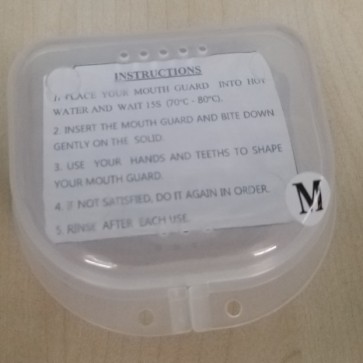 INSTRUCTIONS
1. PLACE YOUR MOUTH GUARD INTO HOT
WATER AND WAIT 15S (70°C - 80°C).
2. INSERT THE MOUTH GUARD AND BITE DOWN
GENTLY ON THE SOLID.
3. USE YOUR HANDS AND TEETHS TO SHAPE
YOUR MOUTH GUARD.
4. IF NOT SATISFIED, DO IT AGAIN IN ORDER.
5. RINSE AFTER EACH USE.
M